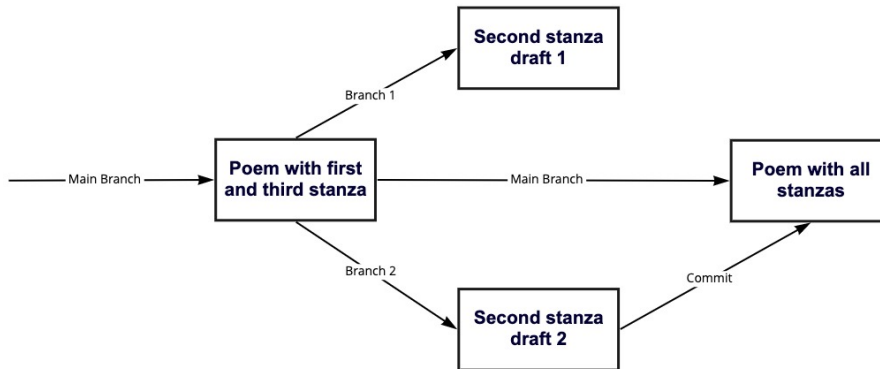 Second stanza
draft 1
Branch 1
Main Branch
Poem with first
and third stanza
Main Branch
Poem with all
stanzas
Branch 2
Commit
Second stanza
draft 2